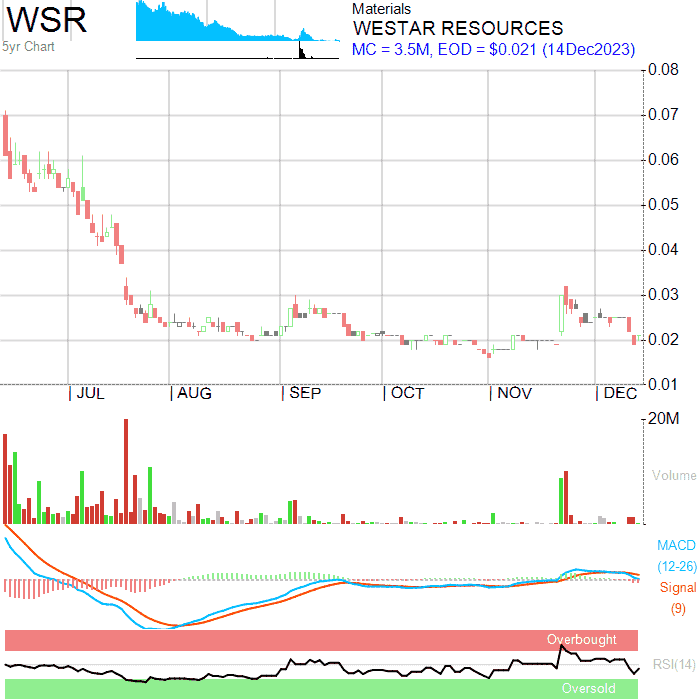 WSR
5yr Chart
Materials
WESTAR RESOURCES
MC = 3.5M, EOD = $0.021 (14Dec2023)
0.08
0.07
0.06
0.05
0.04
0.03
0.02
0.01
JUL AUG SEP OCT NOV DEC
20M
Volume
MACD
(12-26)
Signal
(9)
Overbought
RSI(14)
Oversold